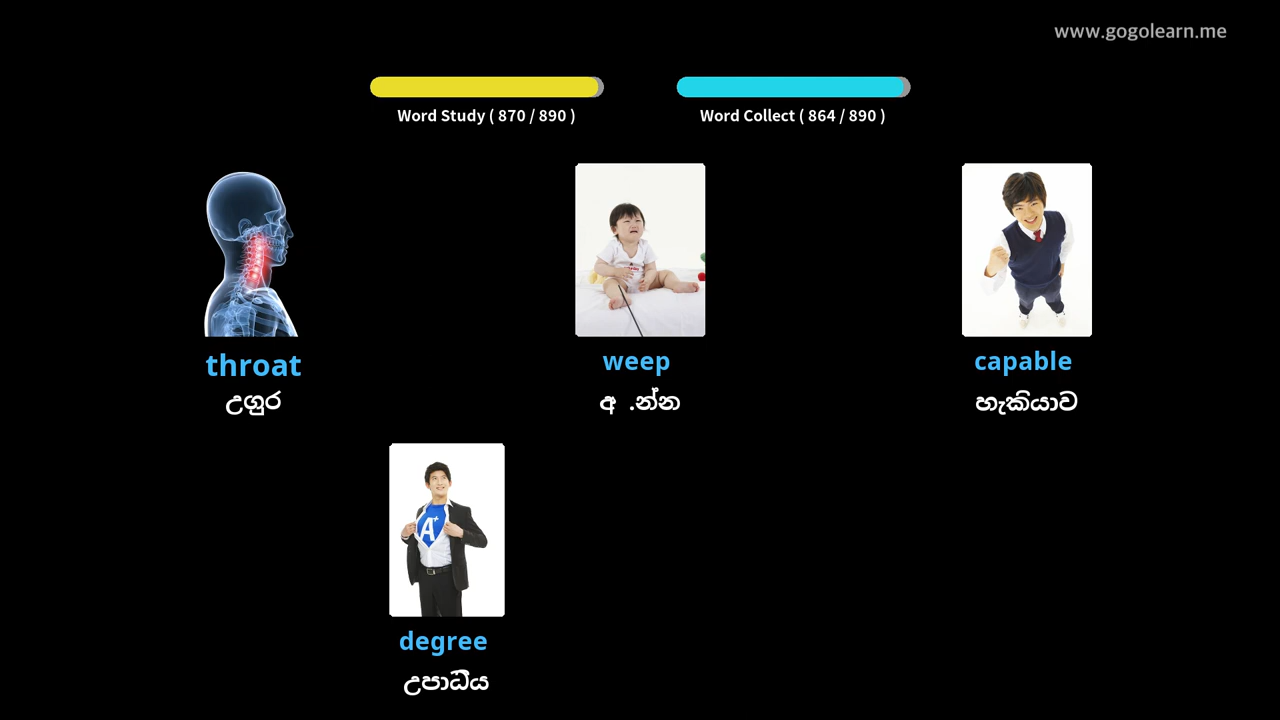 www.gogolearn.me
Word Study ( 870 / 890 )
Word Collect ( 864 / 890 )
throat
උගුර
weep
අ .න්න
capable
හැකියාව
A+
degree
උපාධිය